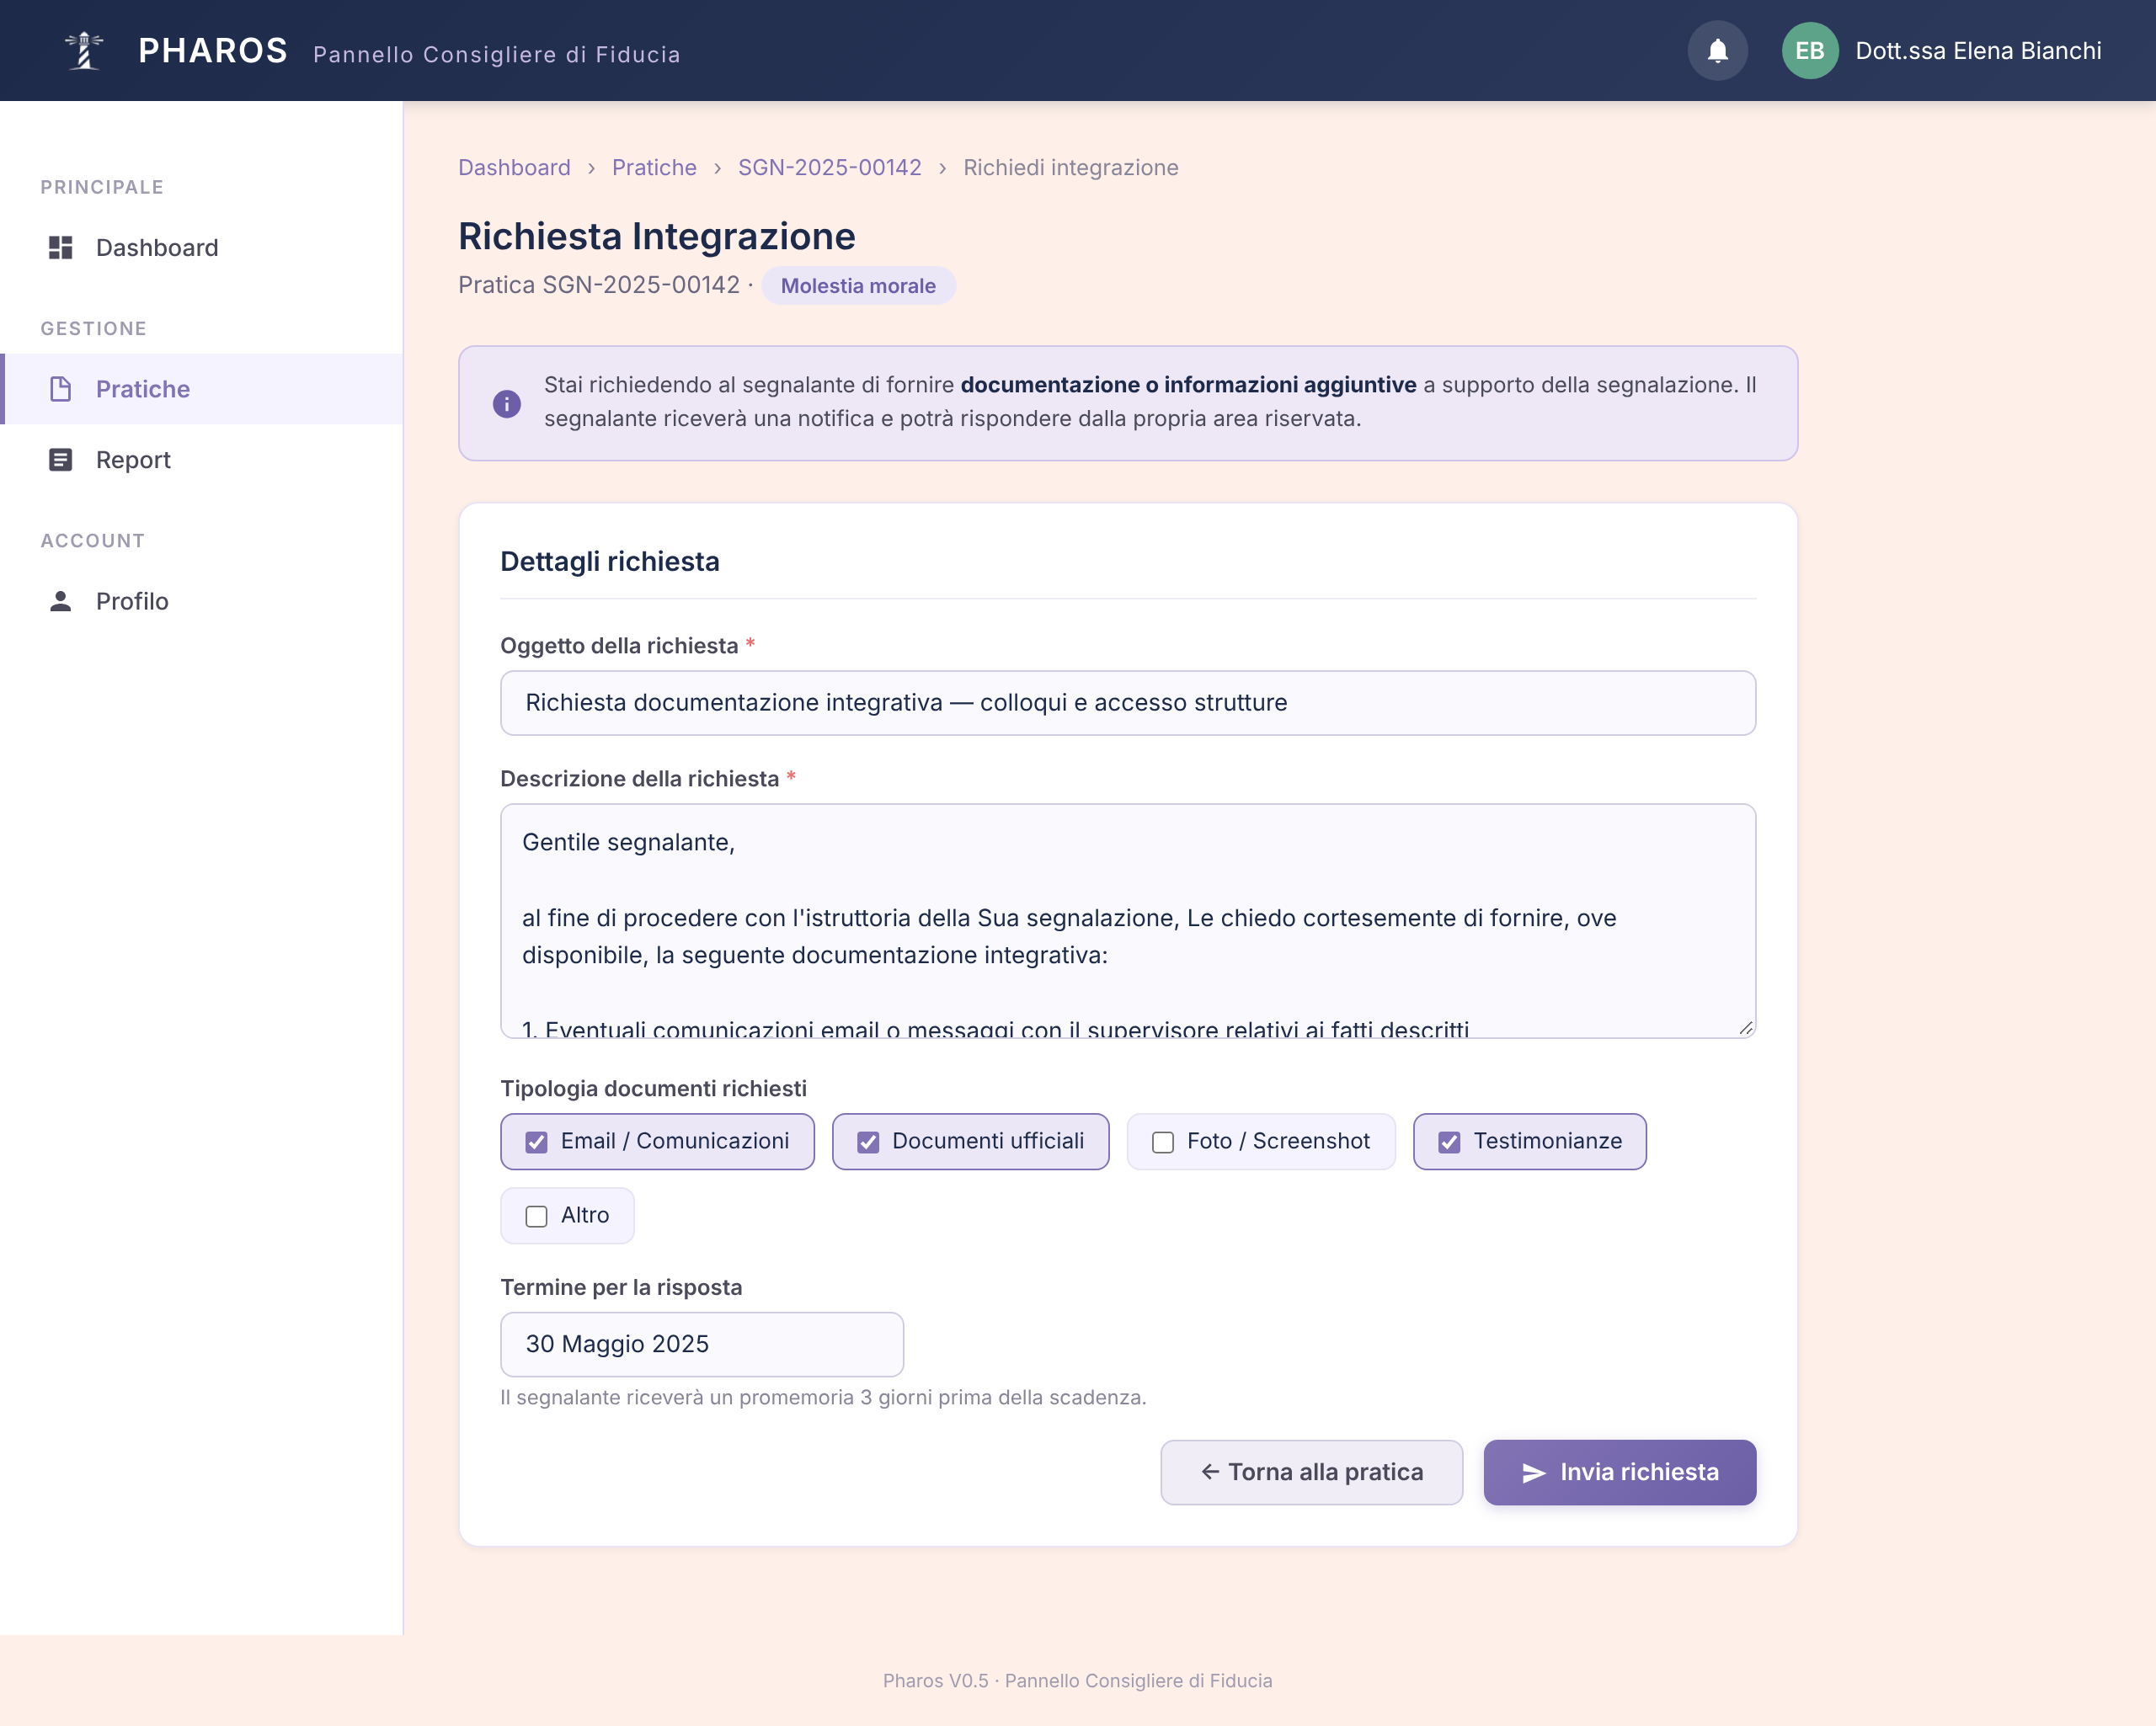 PHAROS Pannello Consigliere di Fiducia
EB Dott.ssa Elena Bianchi
PRINCIPALE
Dashboard
GESTIONE
Pratiche
Report
ACCOUNT
Profilo
Dashboard › Pratiche › SGN-2025-00142 › Richiedi integrazione
Richiesta Integrazione
Pratica SGN-2025-00142 · Molestia morale
Stai richiedendo al segnalante di fornire documentazione o informazioni aggiuntive a supporto della segnalazione. Il
segnalante riceverà una notifica e potrà rispondere dalla propria area riservata.
Dettagli richiesta
Oggetto della richiesta *
Richiesta documentazione integrativa — colloqui e accesso strutture
Descrizione della richiesta *
Gentile segnalante,
al fine di procedere con l'istruttoria della Sua segnalazione, Le chiedo cortesemente di fornire, ove
disponibile, la seguente documentazione integrativa:
1. Eventuali comunicazioni email o messaggi con il supervisore relativi ai fatti descritti
Tipologia documenti richiesti
Email / Comunicazioni
Documenti ufficiali
Foto / Screenshot
Testimonianze
Altro
Termine per la risposta
30 Maggio 2025
Il segnalante riceverà un promemoria 3 giorni prima della scadenza.
← Torna alla pratica
Invia richiesta
Pharos V0.5 · Pannello Consigliere di Fiducia